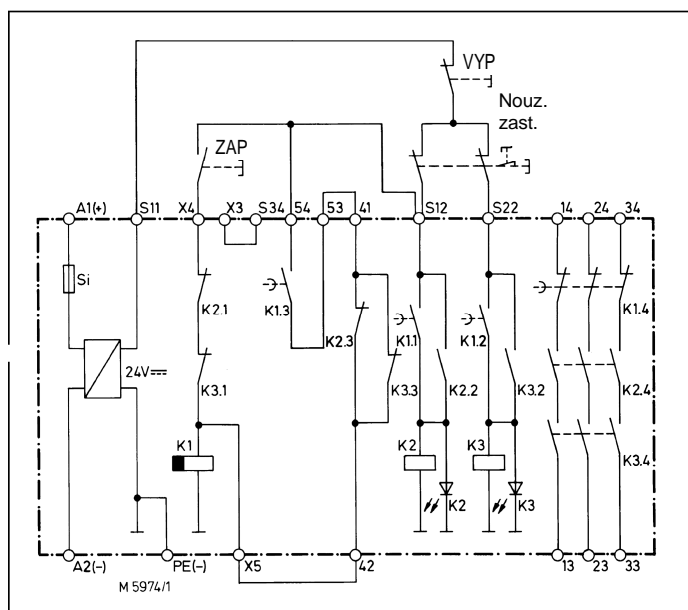 VYP
Nouz.
zast.
ZAP
A1(+) S11 X4 X3 S34 54 53 41 S12 S22 14 24 34
Si
K2.1
K1.3
K2.3
K1.1
K1.2
K1.4
24V
K3.1
K3.3
K2.2
K3.2
K2.4
K1
K2
K3
K3.4
K2
K3
A2(-) PE(-) X5 42 13 23 33
M 5974/1